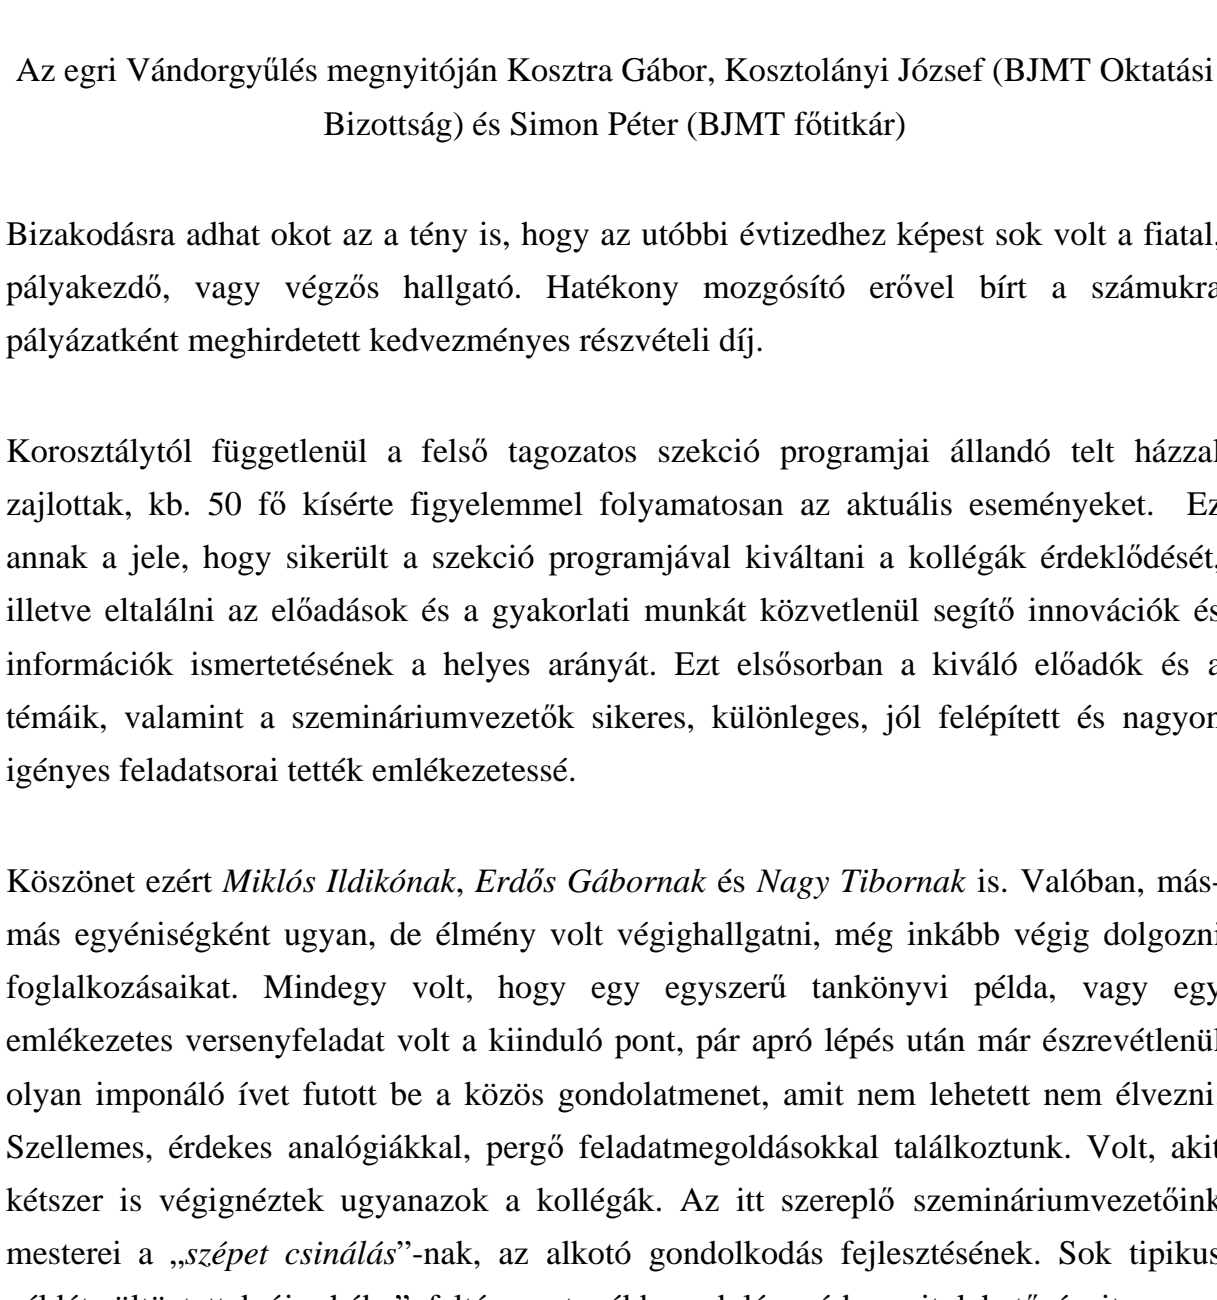 Az egri Vándorgyűlés megnyitóján Kosztra Gábor, Kosztolányi József (BJMT Oktatási
Bizottság) és Simon Péter (BJMT főtitkár)
Bizakodásra adhat okot az a tény is, hogy az utóbbi évtizedhez képest sok volt a fiatal,
pályakezdő, vagy végzős hallgató. Hatékony mozgósító erővel bírt a számukra
pályázatként meghirdetett kedvezményes részvételi díj.
Korosztálytól függetlenül a felső tagozatos szekció programjai állandó telt házzal
zajlottak, kb. 50 fő kísérte figyelemmel folyamatosan az aktuális eseményeket. Ez
annak a jele, hogy sikerült a szekció programjával kiváltani a kollégák érdeklődését,
illetve eltalálni az előadások és a gyakorlati munkát közvetlenül segítő innovációk és
információk ismertetésének a helyes arányát. Ezt elsősorban a kiváló előadók és a
témáik, valamint a szemináriumvezetők sikeres, különleges, jól felépített és nagyon
igényes feladatsorai tették emlékezetessé.
Köszönet ezért Miklós Ildikónak, Erdős Gábornak és Nagy Tibornak is. Valóban, más-
más egyéniségként ugyan, de élmény volt végighallgatni, még inkább végig dolgozni
foglalkozásaikat. Mindegy volt, hogy egy egyszerű tankönyvi példa, vagy egy
emlékezetes versenyfeladat volt a kiinduló pont, pár apró lépés után már észrevétlenül
olyan imponáló ívet futott be a közös gondolatmenet, amit nem lehetett nem élvezni.
Szellemes, érdekes analógiákkal, pergő feladatmegoldásokkal találkoztunk. Volt, akit
kétszer is végignéztek ugyanazok a kollégák. Az itt szereplő szemináriumvezetőink
mesterei a „szépet csinálás”-nak, az alkotó gondolkodás fejlesztésének. Sok tipikus